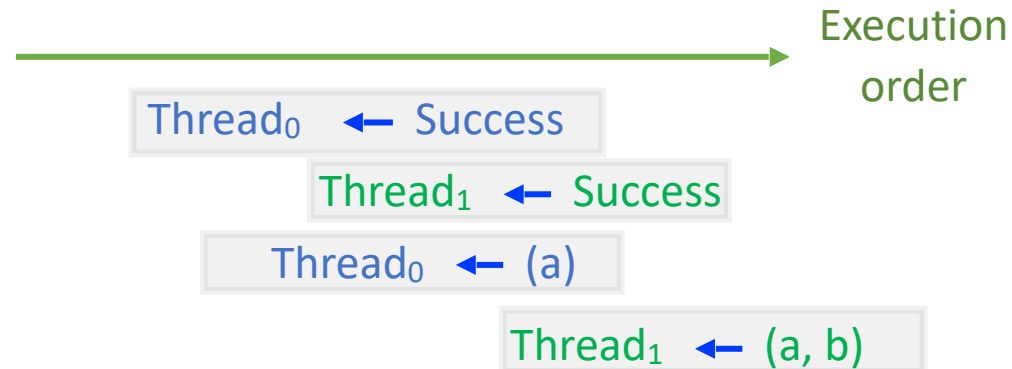 Execution
order
Thread₀ ← Success
Thread₁ ← Success
Thread₀ ← (a)
Thread₁ ← (a, b)